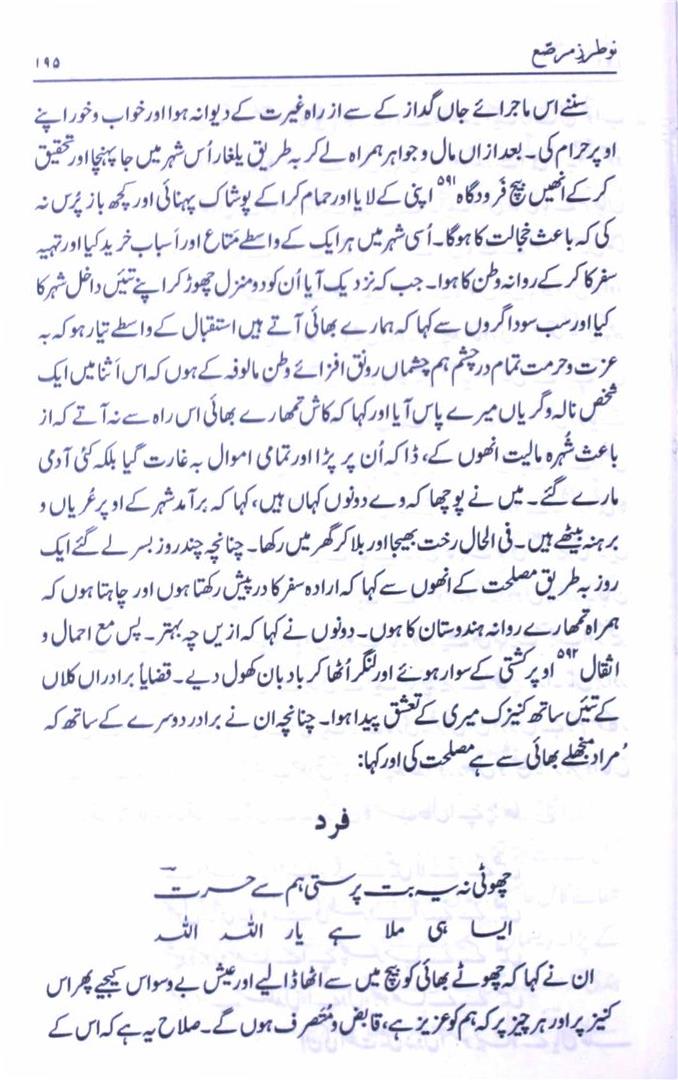 نوطرزِ مرصّع
۱۹۵
سننے اس ماجرائے جاں گداز کے سے از راہ غیرت کے دیوانہ ہوا اور خواب و خور اپنے
اوپر حرام کی۔ بعد ازاں مال و جواہر ہمراہ لے کر بہ طریق یلغار اُس شہر میں جا پہنچا اور تحقیق
کر کے انھیں بیچ فرودگاہ ۵۹۱ اپنی کے لایا اور حمام کرا کے پوشاک پہنائی اور کچھ باز پُرس نہ
کی کہ باعث خجالت کا ہوگا۔ اُسی شہر میں ہر ایک کے واسطے مَتاع اور اَسباب خرید کیا اور تہیہ
سفر کا کر کے روانہ وطن کا ہوا۔ جب کہ نزدیک آیا اُن کو دو منزل چھوڑ کر اپنے تئیں داخل شہر کا
کیا اور سب سوداگروں سے کہا کہ ہمارے بھائی آتے ہیں استقبال کے واسطے تیار ہو کہ بہ
عزت و حرمت تمام در چشم ہم چشماں رونق افزائے وطن مالوفہ کے ہوں کہ اس اَثنا میں ایک
شخص نالہ و گریاں میرے پاس آیا اور کہا کہ کاش تمھارے بھائی اس راہ سے نہ آتے کہ از
باعث شُہرہ مالیت انھوں کے، ڈاکہ اُن پر پڑا اور تمامی اموال بہ غارت گیا بلکہ کئی آدمی
مارے گئے۔ میں نے پوچھا کہ وے دونوں کہاں ہیں، کہا کہ برآمد شہر کے اوپر عُریاں و
برہنہ بیٹھے ہیں۔ فی الحال رخت بھیجا اور بلا کر گھر میں رکھا۔ چنانچہ چند روز بسر لے گئے ایک
روز بہ طریق مصلحت کے انھوں سے کہا کہ ارادہ سفر کا درپیش رکھتا ہوں اور چاہتا ہوں کہ
ہمراہ تمھارے روانہ ہندوستان کا ہوں۔ دونوں نے کہا کہ ازیں چہ بہتر۔ پس مع احمال و
اثقال ۵۹۲ اوپر کشتی کے سوار ہوئے اور لنگر اُٹھا کر بادبان کھول دیے۔ قضایاً برادراں کلاں
کے تئیں ساتھ کنیزک میری کے تعشق پیدا ہوا۔ چنانچہ ان نے برادر دوسرے کے ساتھ کہ
مُراد منجھلے بھائی سے ہے مصلحت کی اور کہا:
فرد
چھوٹی نہ یہ بت پرستی ہم سے حسرت
ایسا ہی ملا ہے یار اللہ اللہ
ان نے کہا کہ چھوٹے بھائی کو بیچ میں سے اٹھا ڈالیے اور عیش بے وسواس کیجیے پھر اس
کنیز پر اور ہر چیز پر کہ ہم کو عزیز ہے، قابض و مُتصرف ہوں گے۔ صلاح یہ ہے کہ اس کے